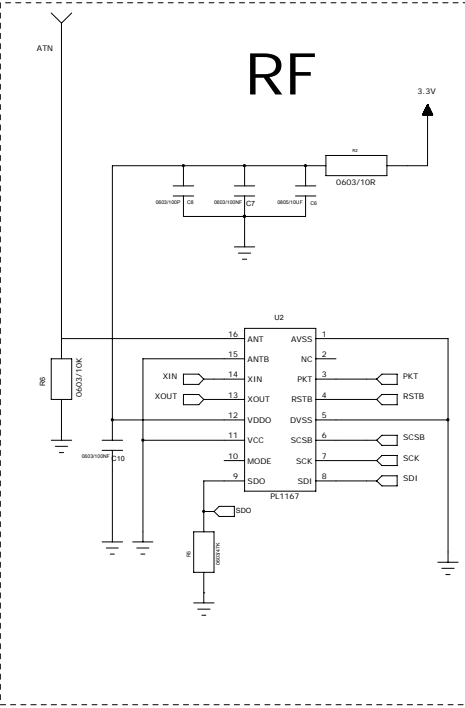 ATN
RF
3.3V
R2
0603/10R
0603/100P C8
0603/100NF C7
0805/10UF C6
U2
16 ANT AVSS 1
15 ANTB NC 2
XIN 14 XIN PKT 3 PKT
XOUT 13 XOUT RSTB 4 RSTB
12 VDDO DVSS 5
11 VCC SCSB 6 SCSB
10 MODE SCK 7 SCK
9 SDO SDI 8 SDI
PL1167
R6
0603/10K
0603/100NF C10
SDO
R5
0603/47K